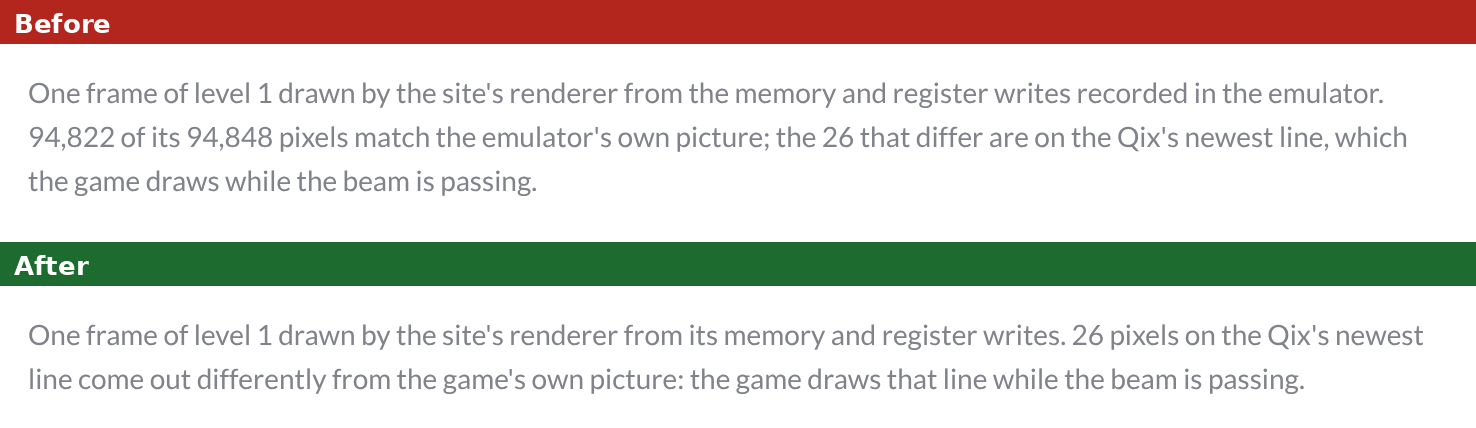 Before
One frame of level 1 drawn by the site's renderer from the memory and register writes recorded in the emulator.
94,822 of its 94,848 pixels match the emulator's own picture; the 26 that differ are on the Qix's newest line, which
the game draws while the beam is passing.
After
One frame of level 1 drawn by the site's renderer from its memory and register writes. 26 pixels on the Qix's newest
line come out differently from the game's own picture: the game draws that line while the beam is passing.